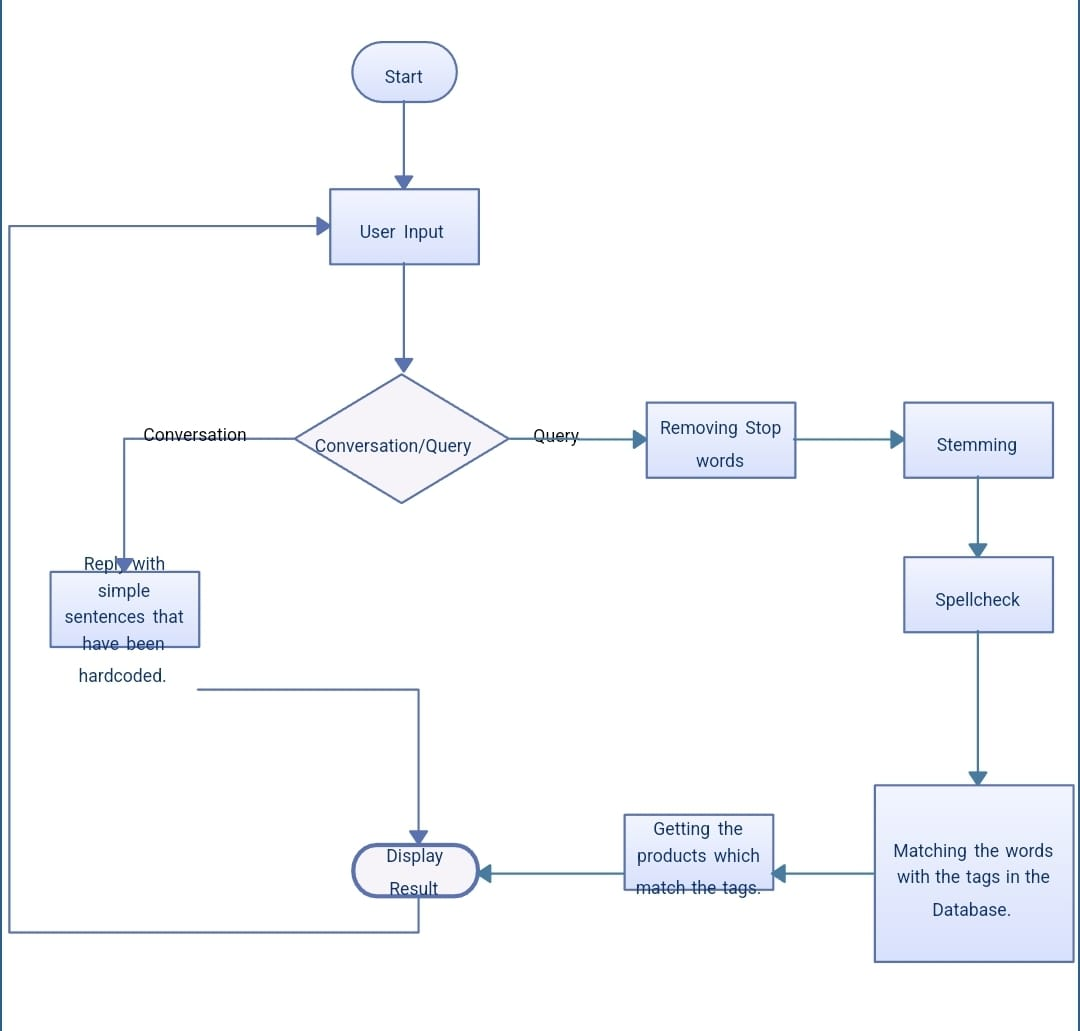 Start
User Input
Conversation
Conversation/Query
Query
Removing Stop
words
Stemming
Reply with
simple
sentences that
have been
hardcoded.
Spellcheck
Matching the words
with the tags in the
Database.
Getting the
products which
match the tags.
Display
Result